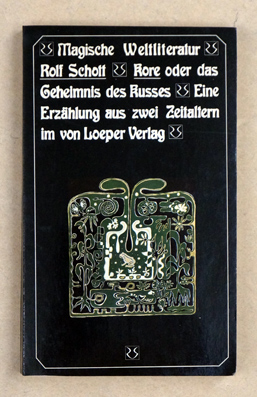 Magische Weltliteratur
Rolf Schott Kore oder das
Geheimnis des Kusses Eine
Erzählung aus zwei Zeitaltern
im von Loeper Verlag